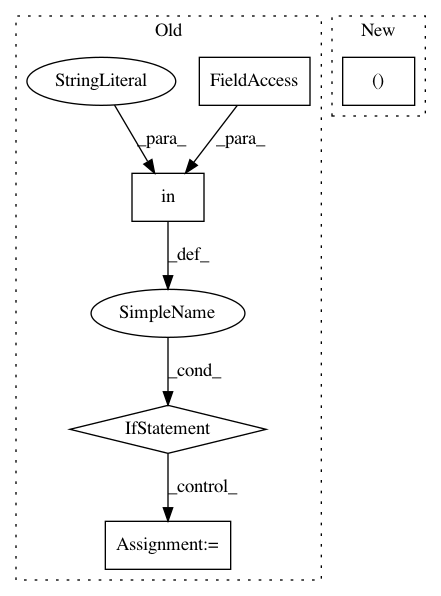 Old
New
StringLiteral
FieldAccess
()
_para_
_para_
in
_def_
SimpleName
_cond_
IfStatement
_control_
Assignment:=